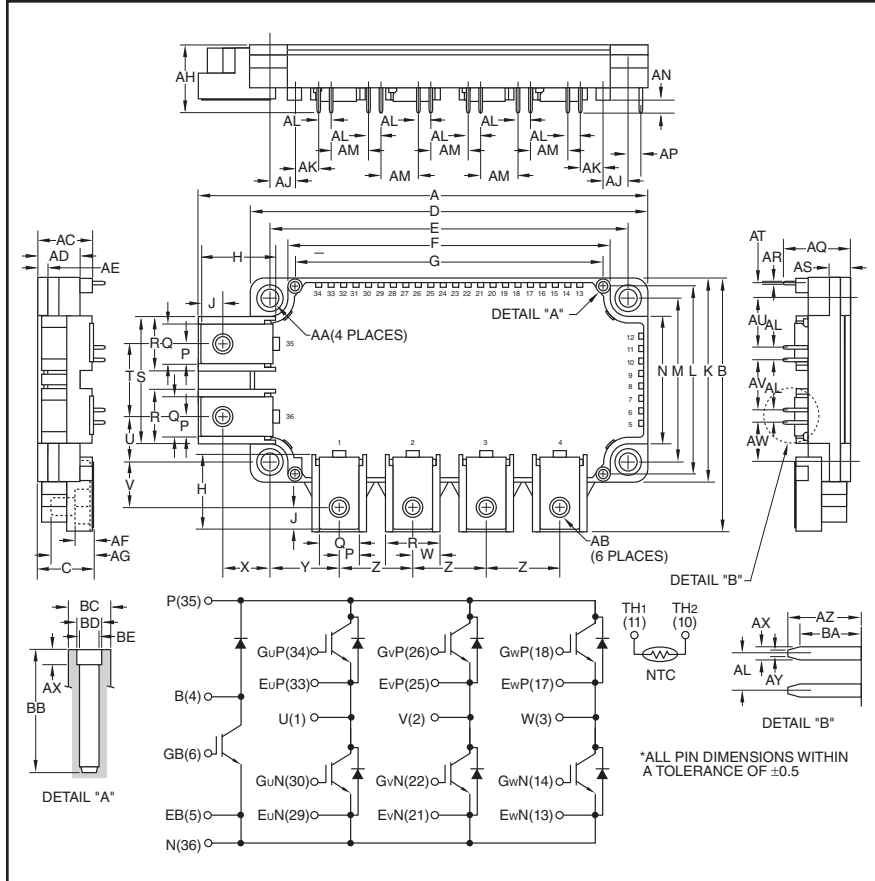 AH
AN
AL AL AL AL
AL AL AL AL
AM AM AM
AP
AK AM AM AK
AJ AJ
A
D
E
F
G
AC
AD
AE
H
J
34 33 32 31 30 29 28 27 26 25 24 23 22 21 20 19 18 17 16 15 14 13
DETAIL "A"
AA(4 PLACES)
35
36
R Q P
T S
R Q P
U
V
12
11
10
9
8
7
6
5
N M L K B
AT
AQ
AR
AS
AU
AL
AV
AL
AW
1 2 3 4
H
J
AF
AG
C
Q R
P W
AB
(6 PLACES)
X Y Z Z Z
DETAIL "B"
BC
BD
BE
AX
BB
DETAIL "A"
P(35)
B(4)
GB(6)
EB(5)
N(36)
GUP(34)
EUP(33)
U(1)
GUN(30)
EUN(29)
GVP(26)
EVP(25)
V(2)
GVN(22)
EVN(21)
GWP(18)
EWP(17)
W(3)
GWN(14)
EWN(13)
TH1
(11)
TH2
(10)
NTC
AX
AZ
BA
AL
AY
DETAIL "B"
*ALL PIN DIMENSIONS WITHIN
A TOLERANCE OF ±0.5